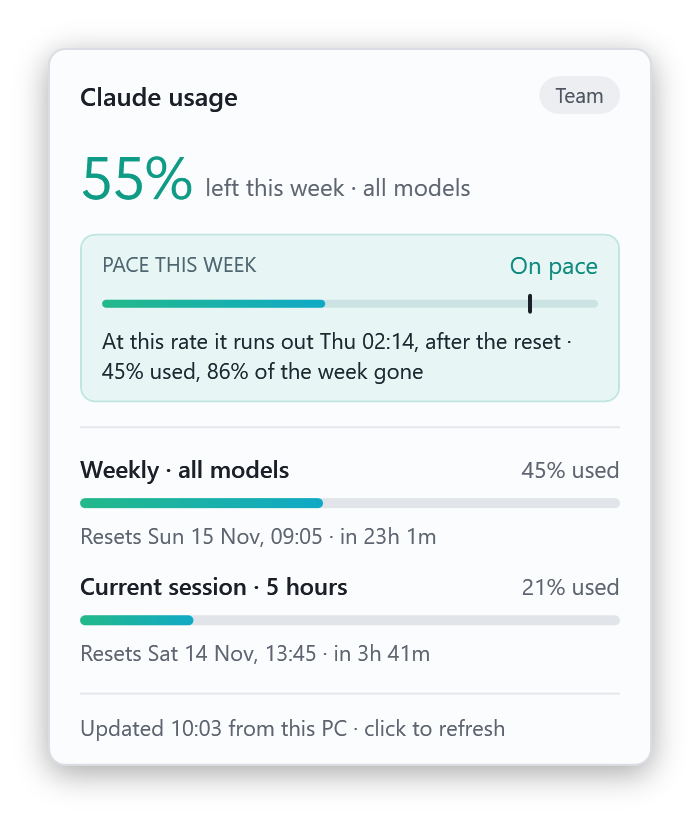 Claude usage
Team
55% left this week · all models
PACE THIS WEEK
On pace
At this rate it runs out Thu 02:14, after the reset ·
45% used, 86% of the week gone
Weekly · all models
45% used
Resets Sun 15 Nov, 09:05 · in 23h 1m
Current session · 5 hours
21% used
Resets Sat 14 Nov, 13:45 · in 3h 41m
Updated 10:03 from this PC · click to refresh